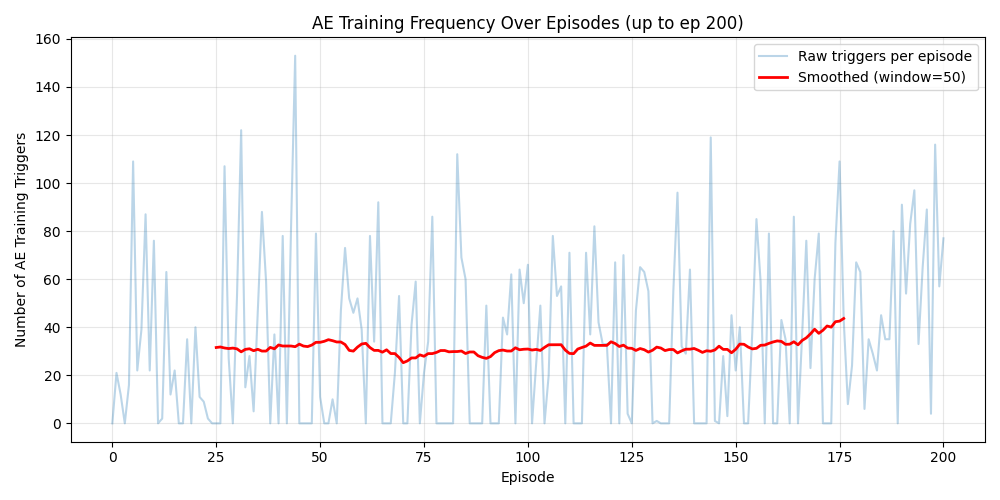 AE Training Frequency Over Episodes (up to ep 200)
Raw triggers per episode
Smoothed (window=50)
Number of AE Training Triggers
160
140
120
100
80
60
40
20
0
0 25 50 75 100 125 150 175 200
Episode